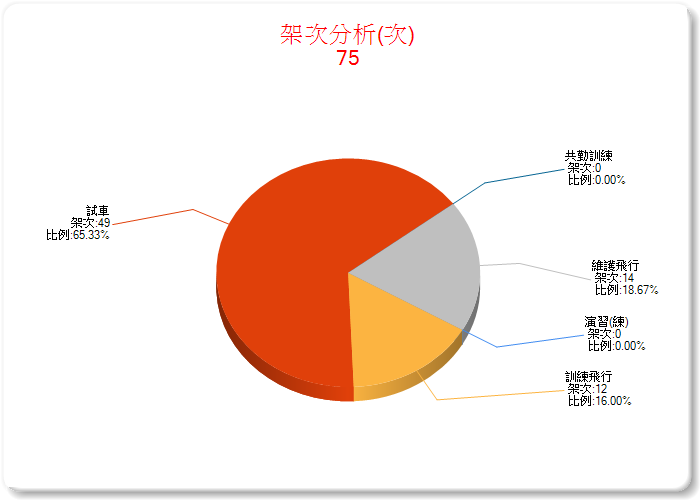 架次分析(次)
75
共勤訓練
架次:0
比例:0.00%
試車
架次:49
比例:65.33%
維護飛行
架次:14
比例:18.67%
演習(練)
架次:0
比例:0.00%
訓練飛行
架次:12
比例:16.00%